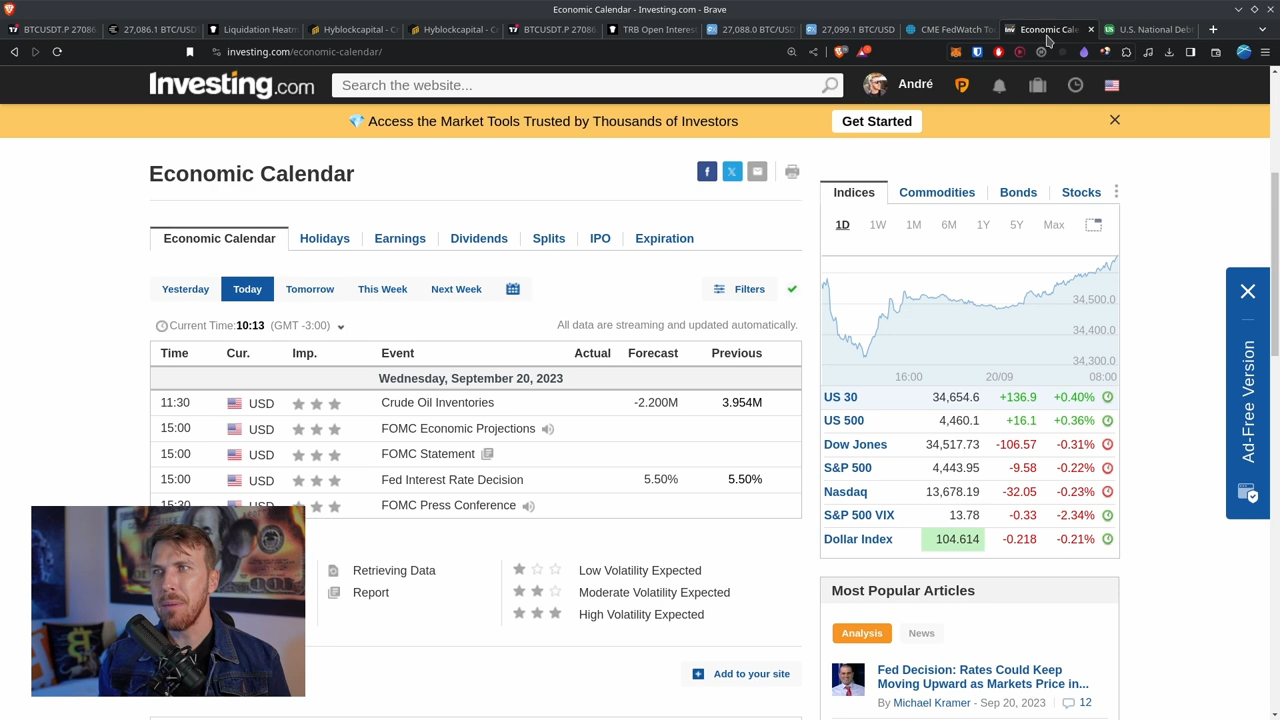 Economic Calendar - Investing.com - Brave
BTCUSDT.P 27086
27,086.1 BTC/USD
Liquidation Heatm
Hyblockcapital - C
Hyblockcapital - C
BTCUSDT.P 27086
TRB Open Interest
27,088.0 BTC/USD
27,099.1 BTC/USD
CME FedWatch To
Economic Cale
U.S. National Deb
investing.com/economic-calendar/
Investing.com
Search the website...
André
Access the Market Tools Trusted by Thousands of Investors
Get Started
Economic Calendar
Economic Calendar Holidays Earnings Dividends Splits IPO Expiration
Yesterday Today Tomorrow This Week Next Week Filters
Current Time:10:13 (GMT -3:00) All data are streaming and updated automatically.
Time Cur. Imp. Event Actual Forecast Previous
Wednesday, September 20, 2023
11:30 USD Crude Oil Inventories -2.200M 3.954M
15:00 USD FOMC Economic Projections
15:00 USD FOMC Statement
15:00 USD Fed Interest Rate Decision 5.50% 5.50%
15:30 USD FOMC Press Conference
Retrieving Data
Report
Low Volatility Expected
Moderate Volatility Expected
High Volatility Expected
Add to your site
Indices Commodities Bonds Stocks
1D 1W 1M 6M 1Y 5Y Max
34,500.0
34,400.0
34,300.0
16:00 20/09 08:00
US 30 34,654.6 +136.9 +0.40%
US 500 4,460.1 +16.1 +0.36%
Dow Jones 34,517.73 -106.57 -0.31%
S&P 500 4,443.95 -9.58 -0.22%
Nasdaq 13,678.19 -32.05 -0.23%
S&P 500 VIX 13.78 -0.33 -2.34%
Dollar Index 104.614 -0.218 -0.21%
Most Popular Articles
Analysis News
Fed Decision: Rates Could Keep
Moving Upward as Markets Price in...
By Michael Kramer - Sep 20, 2023 12
Ad-Free Version